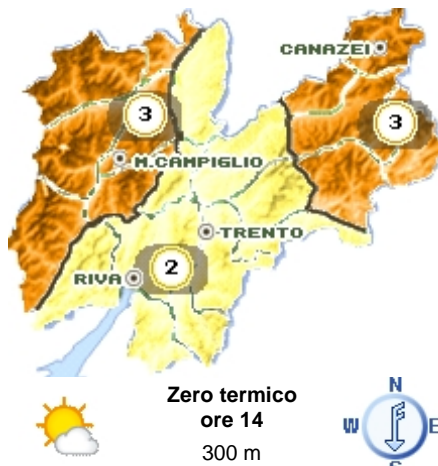 CANAZEI
3
3
M.CAMPIGLIO
TRENTO
2
RIVA
Zero termico
ore 14
300 m
N
W E
S